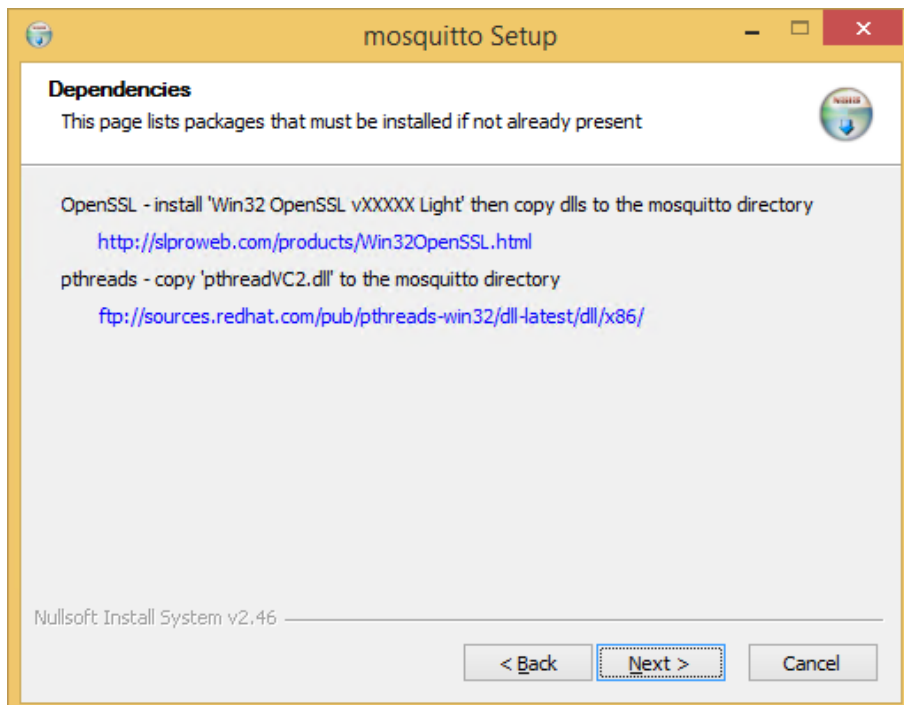 mosquitto Setup
Dependencies
This page lists packages that must be installed if not already present
OpenSSL - install 'Win32 OpenSSL vXXXXX Light' then copy dlls to the mosquitto directory
http://slproweb.com/products/Win32OpenSSL.html
pthreads - copy 'pthreadVC2.dll' to the mosquitto directory
ftp://sources.redhat.com/pub/pthreads-win32/dll-latest/dll/x86/
Nullsoft Install System v2.46
< Back
Next >
Cancel